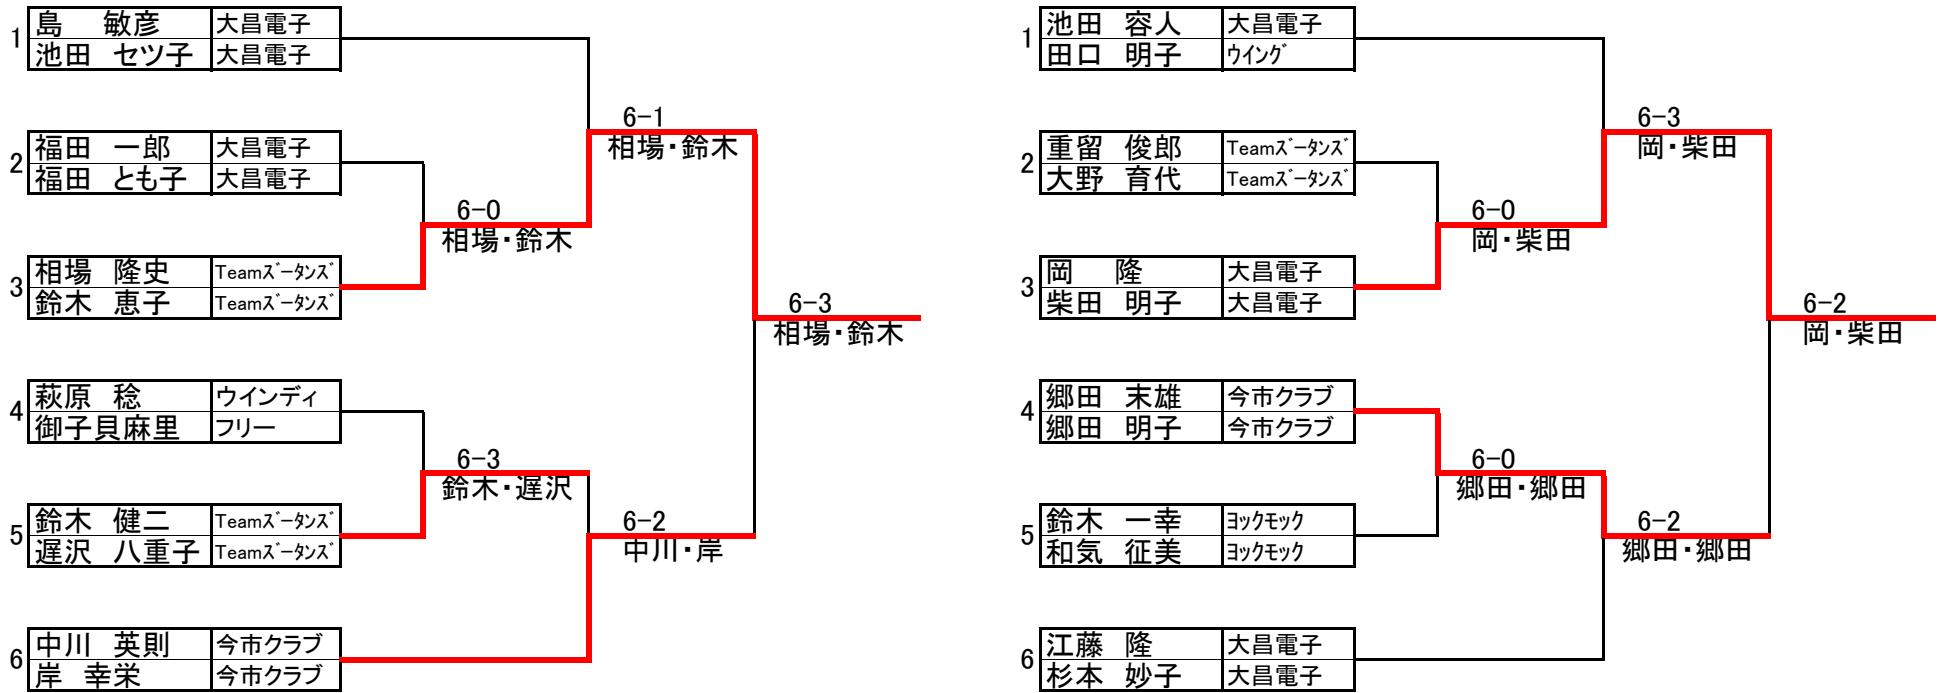 1
島 敏彦 大昌電子
池田 セツ子 大昌電子
6-1
相場・鈴木
2
福田 一郎 大昌電子
福田 とも子 大昌電子
6-0
相場・鈴木
3
相場 隆史 Teamズータンズ
鈴木 恵子 Teamズータンズ
6-3
相場・鈴木
4
萩原 稔 ウインディ
御子貝麻里 フリー
6-3
鈴木・遅沢
5
鈴木 健二 Teamズータンズ
遅沢 八重子 Teamズータンズ
6-2
中川・岸
6
中川 英則 今市クラブ
岸 幸栄 今市クラブ
1
池田 容人 大昌電子
田口 明子 ウイング
6-3
岡・柴田
2
重留 俊郎 Teamズータンズ
大野 育代 Teamズータンズ
6-0
岡・柴田
3
岡 隆 大昌電子
柴田 明子 大昌電子
6-2
岡・柴田
4
郷田 末雄 今市クラブ
郷田 明子 今市クラブ
6-0
郷田・郷田
5
鈴木 一幸 ヨックモック
和気 征美 ヨックモック
6-2
郷田・郷田
6
江藤 隆 大昌電子
杉本 妙子 大昌電子